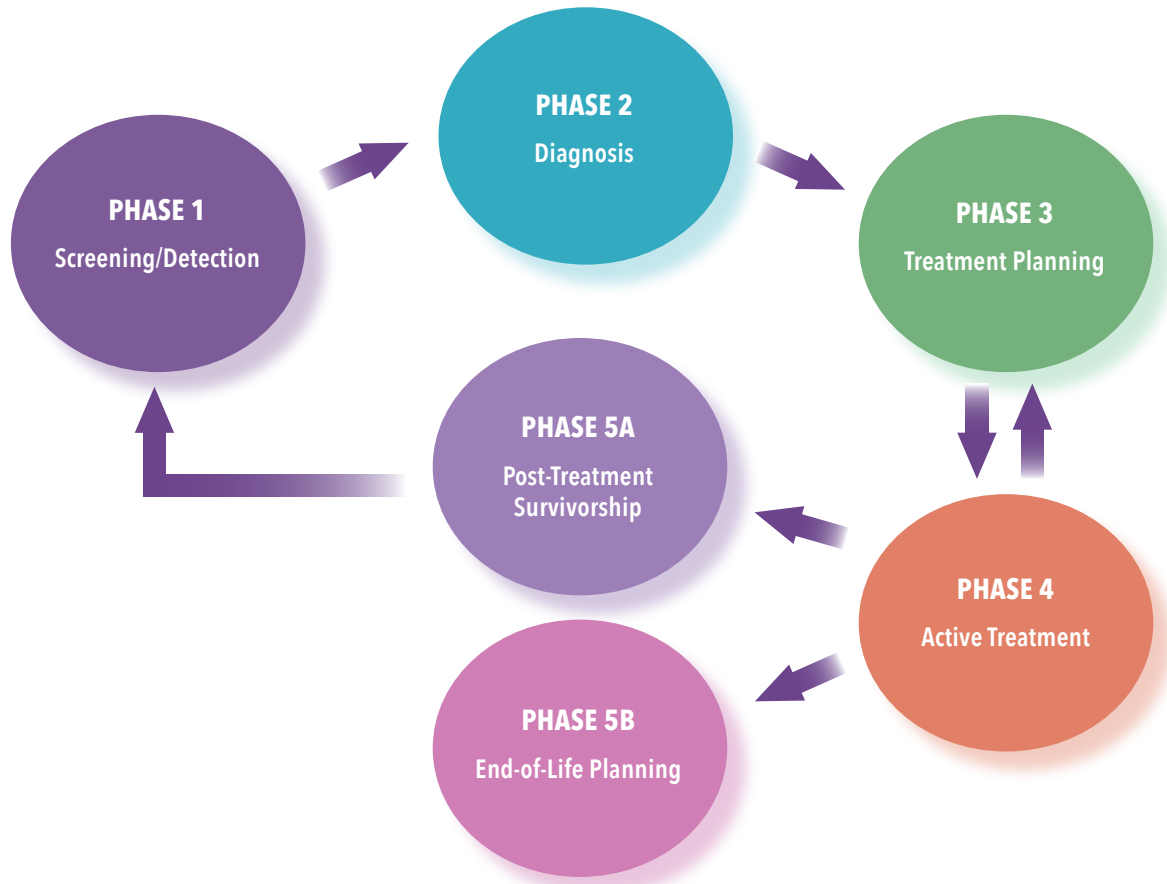 PHASE 1
Screening/Detection
PHASE 2
Diagnosis
PHASE 3
Treatment Planning
PHASE 4
Active Treatment
PHASE 5A
Post-Treatment
Survivorship
PHASE 5B
End-of-Life Planning